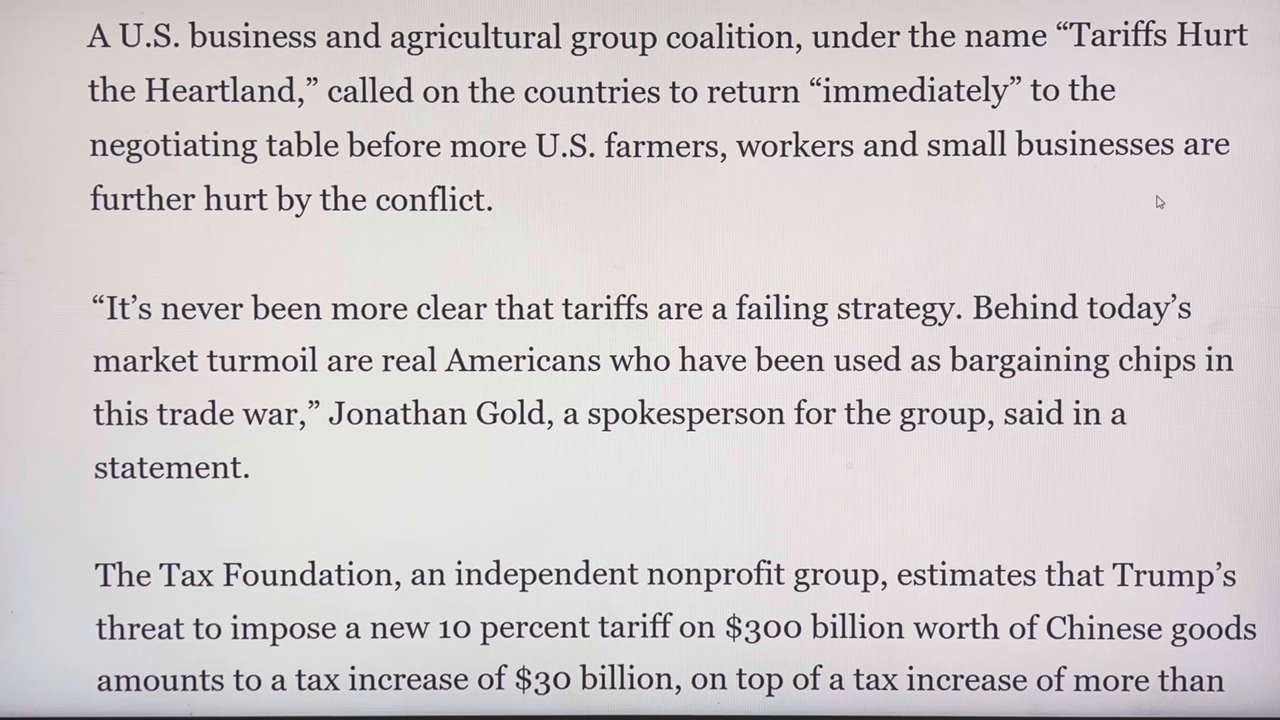 A U.S. business and agricultural group coalition, under the name “Tariffs Hurt
the Heartland,” called on the countries to return “immediately” to the
negotiating table before more U.S. farmers, workers and small businesses are
further hurt by the conflict.
“It’s never been more clear that tariffs are a failing strategy. Behind today’s
market turmoil are real Americans who have been used as bargaining chips in
this trade war,” Jonathan Gold, a spokesperson for the group, said in a
statement.
The Tax Foundation, an independent nonprofit group, estimates that Trump’s
threat to impose a new 10 percent tariff on $300 billion worth of Chinese goods
amounts to a tax increase of $30 billion, on top of a tax increase of more than